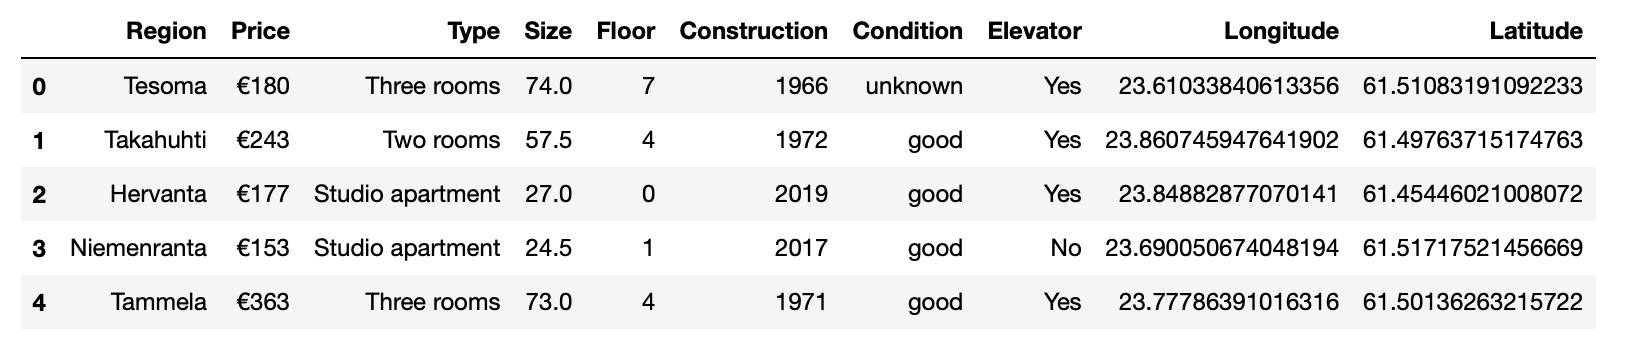 Region Price Type Size Floor Construction Condition Elevator Longitude Latitude
0 Tesoma €180 Three rooms 74.0 7 1966 unknown Yes 23.61033840613356 61.51083191092233
1 Takahuhti €243 Two rooms 57.5 4 1972 good Yes 23.860745947641902 61.49763715174763
2 Hervanta €177 Studio apartment 27.0 0 2019 good Yes 23.84882877070141 61.45446021008072
3 Niemenranta €153 Studio apartment 24.5 1 2017 good No 23.690050674048194 61.51717521456669
4 Tammela €363 Three rooms 73.0 4 1971 good Yes 23.77786391016316 61.50136263215722